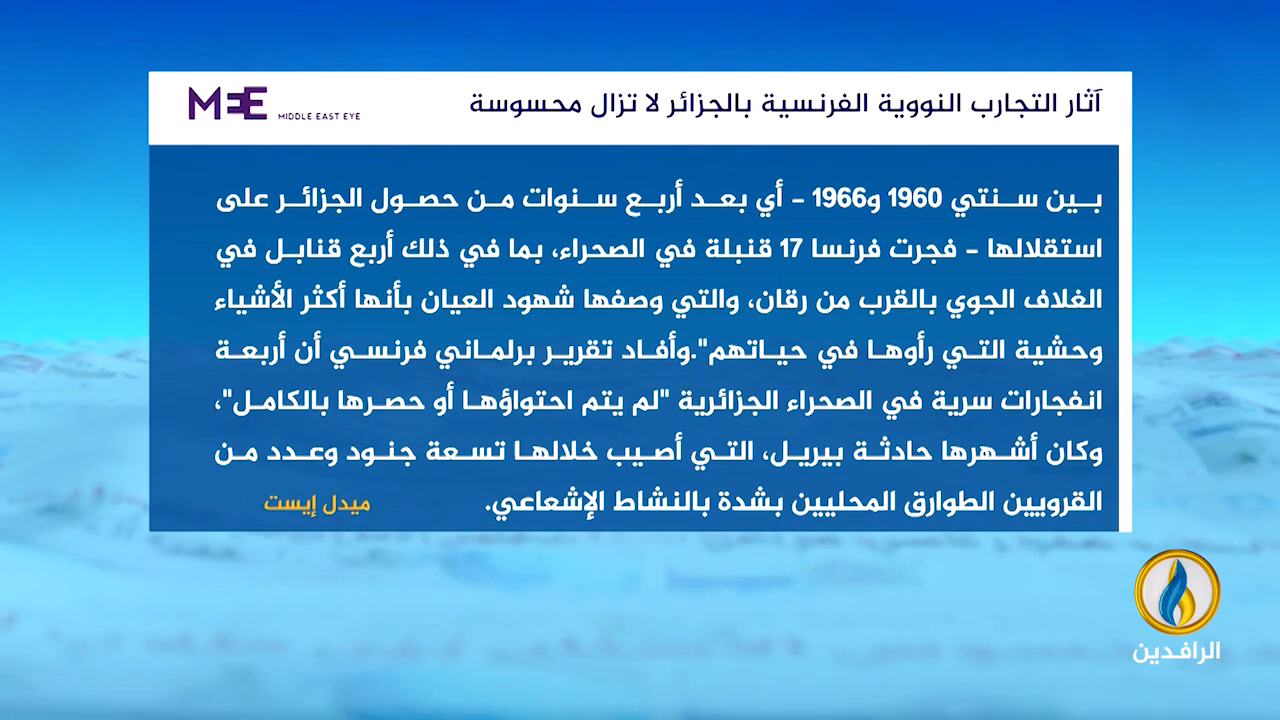 آثار التجارب النووية الفرنسية بالجزائر لا تزال محسوسة
MEE MIDDLE EAST EYE
بين سنتي 1960 و1966 - أي بعد أربع سنوات من حصول الجزائر على
استقلالها - فجرت فرنسا 17 قنبلة في الصحراء، بما في ذلك أربع قنابل في
الغلاف الجوي بالقرب من رقان، والتي وصفها شهود العيان بأنها أكثر الأشياء
وحشية التي رأوها في حياتهم".وأفاد تقرير برلماني فرنسي أن أربعة
انفجارات سرية في الصحراء الجزائرية "لم يتم احتواؤها أو حصرها بالكامل"،
وكان أشهرها حادثة بيريل، التي أصيب خلالها تسعة جنود وعدد من
القرويين الطوارق المحليين بشدة بالنشاط الإشعاعي.
ميدل إيست
الرافدين